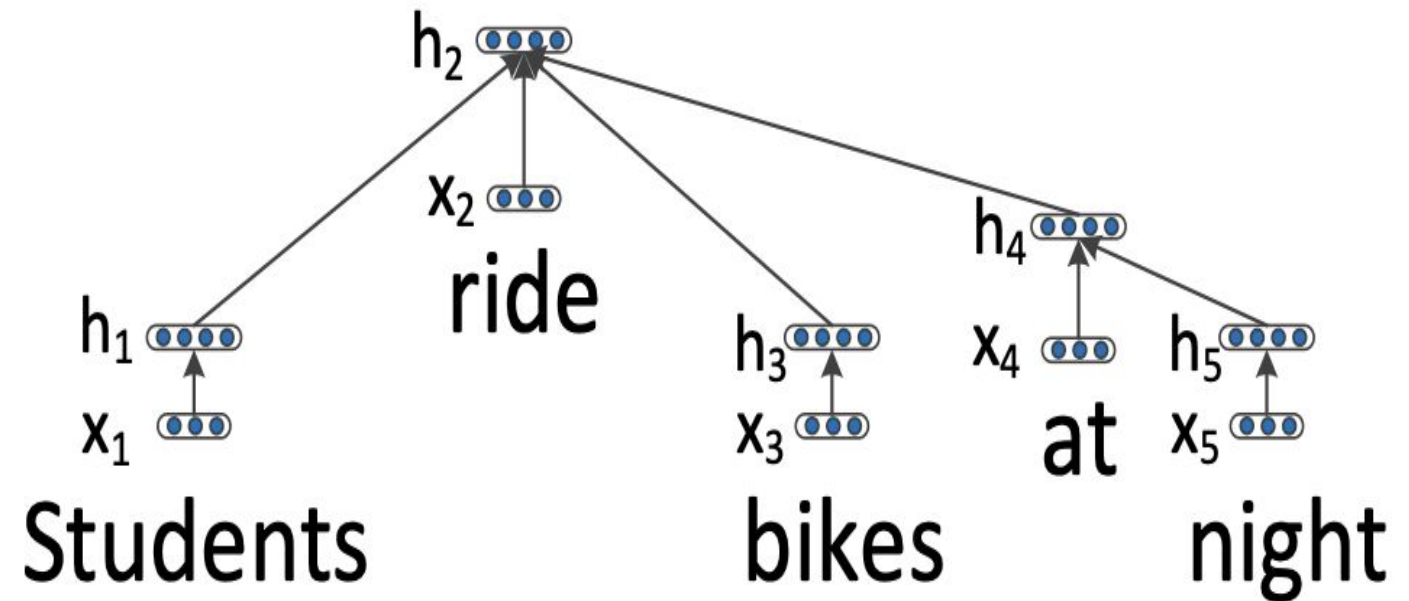 h₂
x₂
ride
h₄
h₁
h₃
x₄
h₅
x₁
x₃
at
x₅
Students
bikes
night